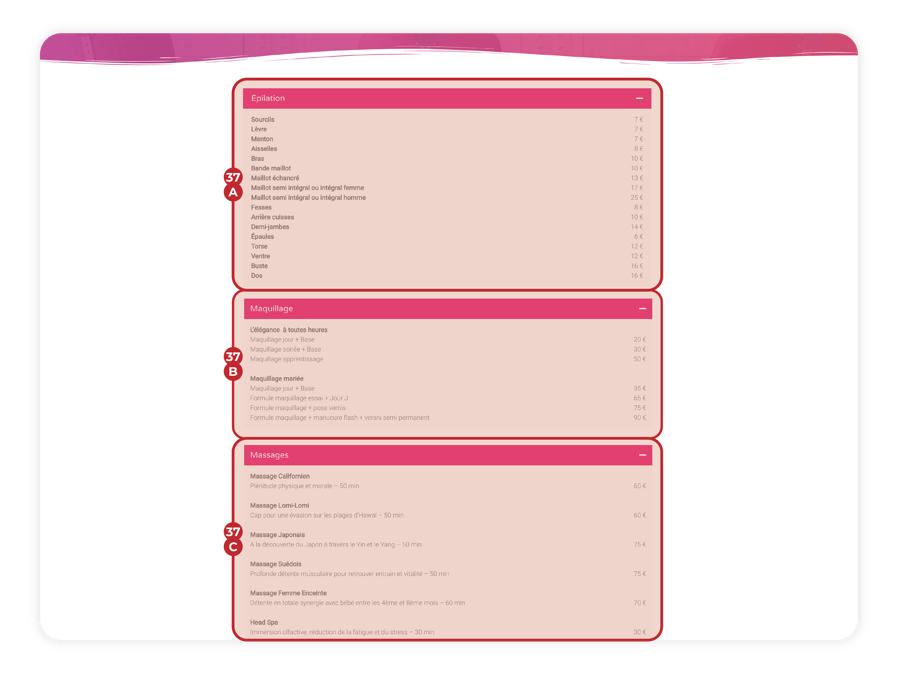 Épilation
Sourcils 7 €
Lèvre 7 €
Menton 7 €
Aisselles 8 €
Bras 10 €
Bande maillot 10 €
37 Maillot échancré 13 €
A Maillot semi intégral ou intégral femme 17 €
Maillot semi intégral ou intégral homme 25 €
Fesses 8 €
Arrière cuisses 10 €
Demi-jambes 14 €
Épaules 6 €
Torse 12 €
Ventre 12 €
Buste 16 €
Dos 16 €
Maquillage
L'élégance à toutes heures
Maquillage jour + Base 20 €
Maquillage soirée + Base 30 €
37 Maquillage apprentissage 50 €
B
Maquillage mariée
Maquillage jour + Base 35 €
Formule maquillage essai + Jour J 65 €
Formule maquillage + pose vernis 75 €
Formule maquillage + manucure flash + vernis semi permanent 90 €
Massages
Massage Californien
Plénitude physique et morale – 50 min 60 €
Massage Lomi-Lomi
Cap pour une évasion sur les plages d'Hawaï – 50 min 60 €
37 Massage Japonais
C A la découverte du Japon à travers le Yin et le Yang – 50 min 75 €
Massage Suédois
Profonde détente musculaire pour retrouver entrain et vitalité – 50 min 75 €
Massage Femme Enceinte
Détente en totale synergie avec bébé entre les 4ème et 8ème mois – 60 min 70 €
Head Spa
Immersion olfactive, réduction de la fatigue et du stress – 30 min 30 €